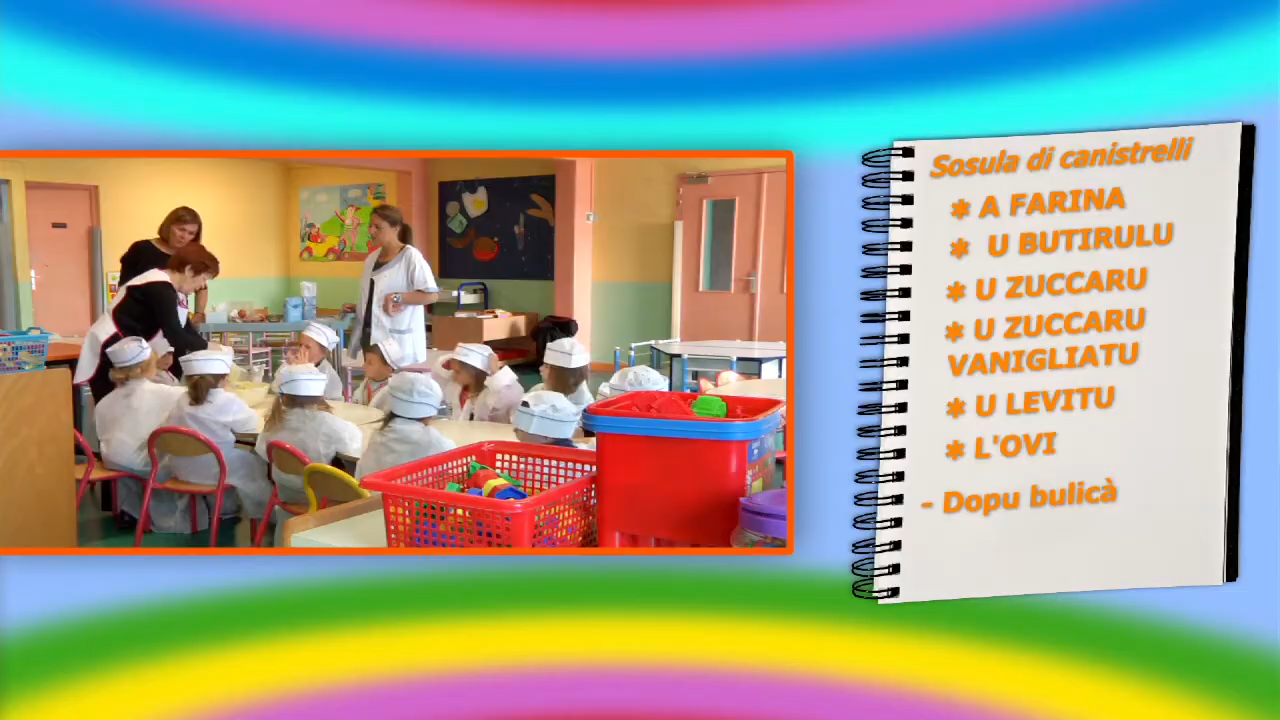 Sosula di canistrelli
* A FARINA
* U BUTIRULU
* U ZUCCARU
* U ZUCCARU
VANIGLIATU
* U LEVITU
* L'OVI
- Dopu bulicà